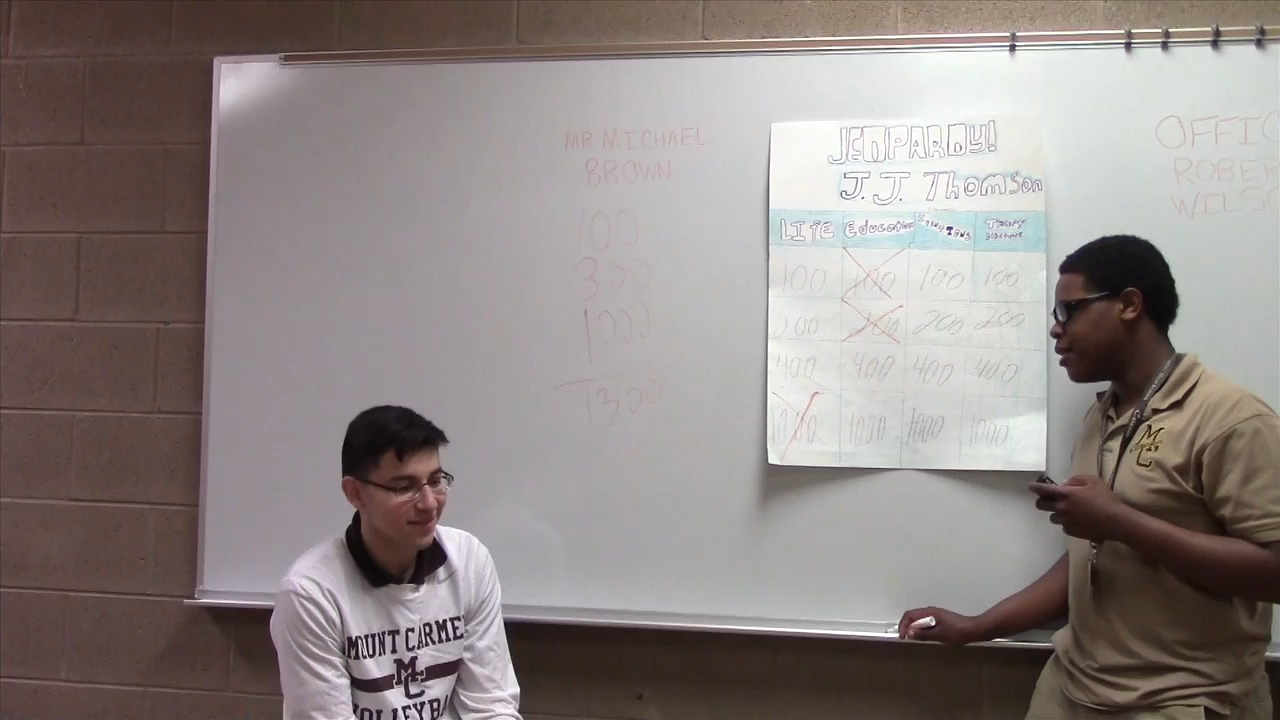 MR MICHAEL
BROWN
100
300
1000
1300
JEOPARDY!
J.J. Thomson
LIFE Education
100 100 100 100
200 200 200 200
400 400 400 400
1000 1000 1000 1000
OFFIC
ROBER
WILSO
MOUNT CARME
MC
VOLLEYBA
MC